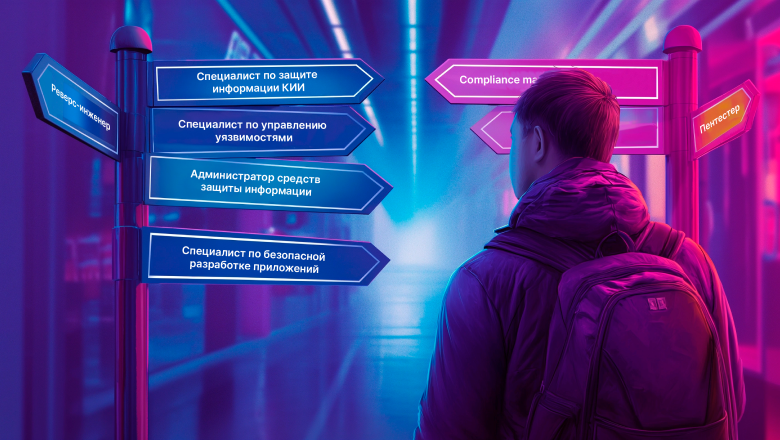 Реверс-инженер
Специалист по защите
информации КИИ
Специалист по управлению
уязвимостями
Администратор средств
защиты информации
Специалист по безопасной
разработке приложений
Compliance
Пентестер